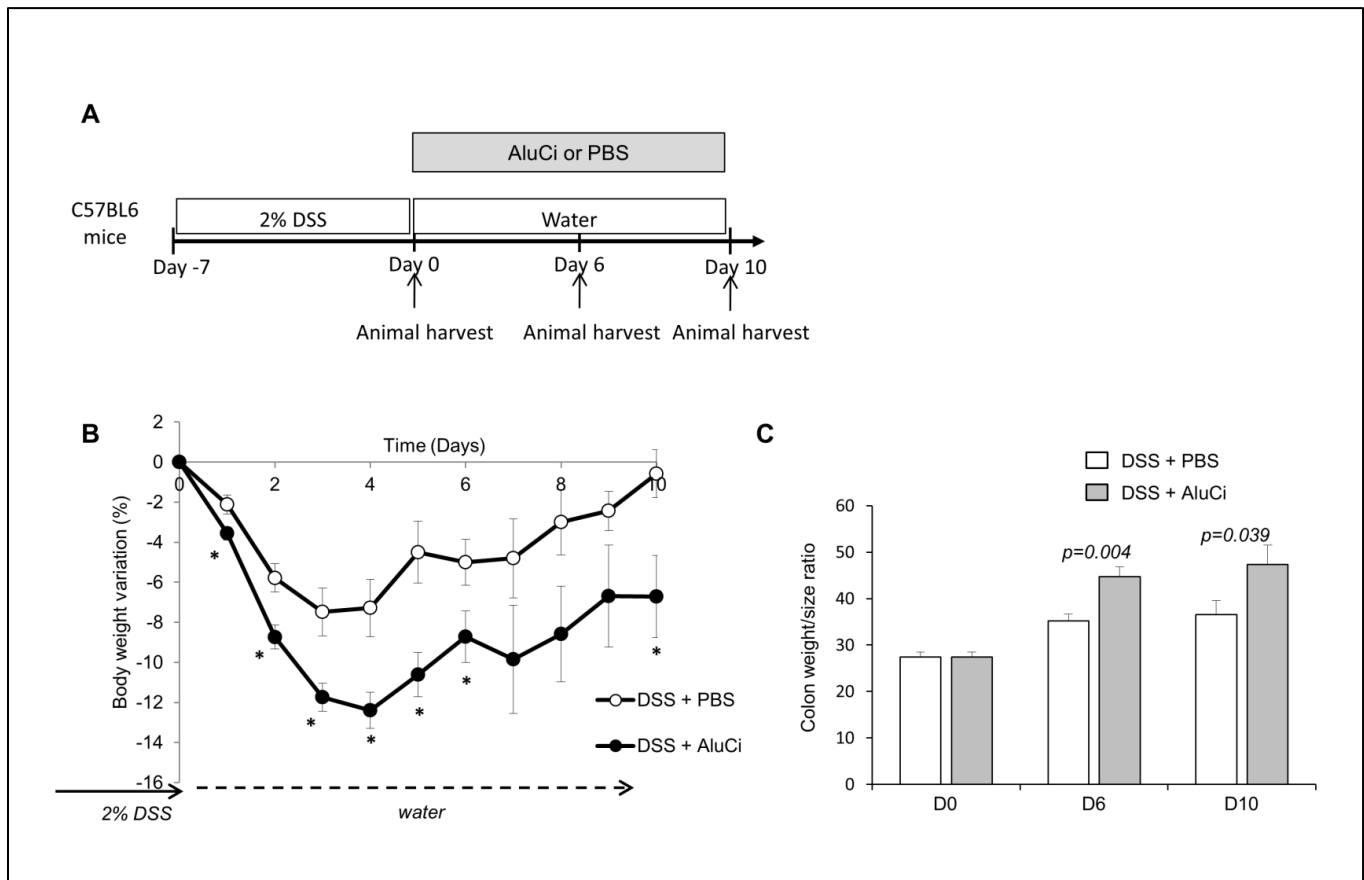 A
AluCi or PBS
C57BL6
mice
2% DSS
Water
Day -7
Day 0
Day 6
Day 10
Animal harvest
Animal harvest
Animal harvest
B
Time (Days)
Body weight variation (%)
2
0
-2
-4
-6
-8
-10
-12
-14
-16
0
2
4
6
8
10
*
*
*
*
*
*
*
DSS + PBS
DSS + AluCi
2% DSS
water
C
DSS + PBS
DSS + AluCi
Colon weight/size ratio
60
50
40
30
20
10
0
p=0.004
p=0.039
D0
D6
D10